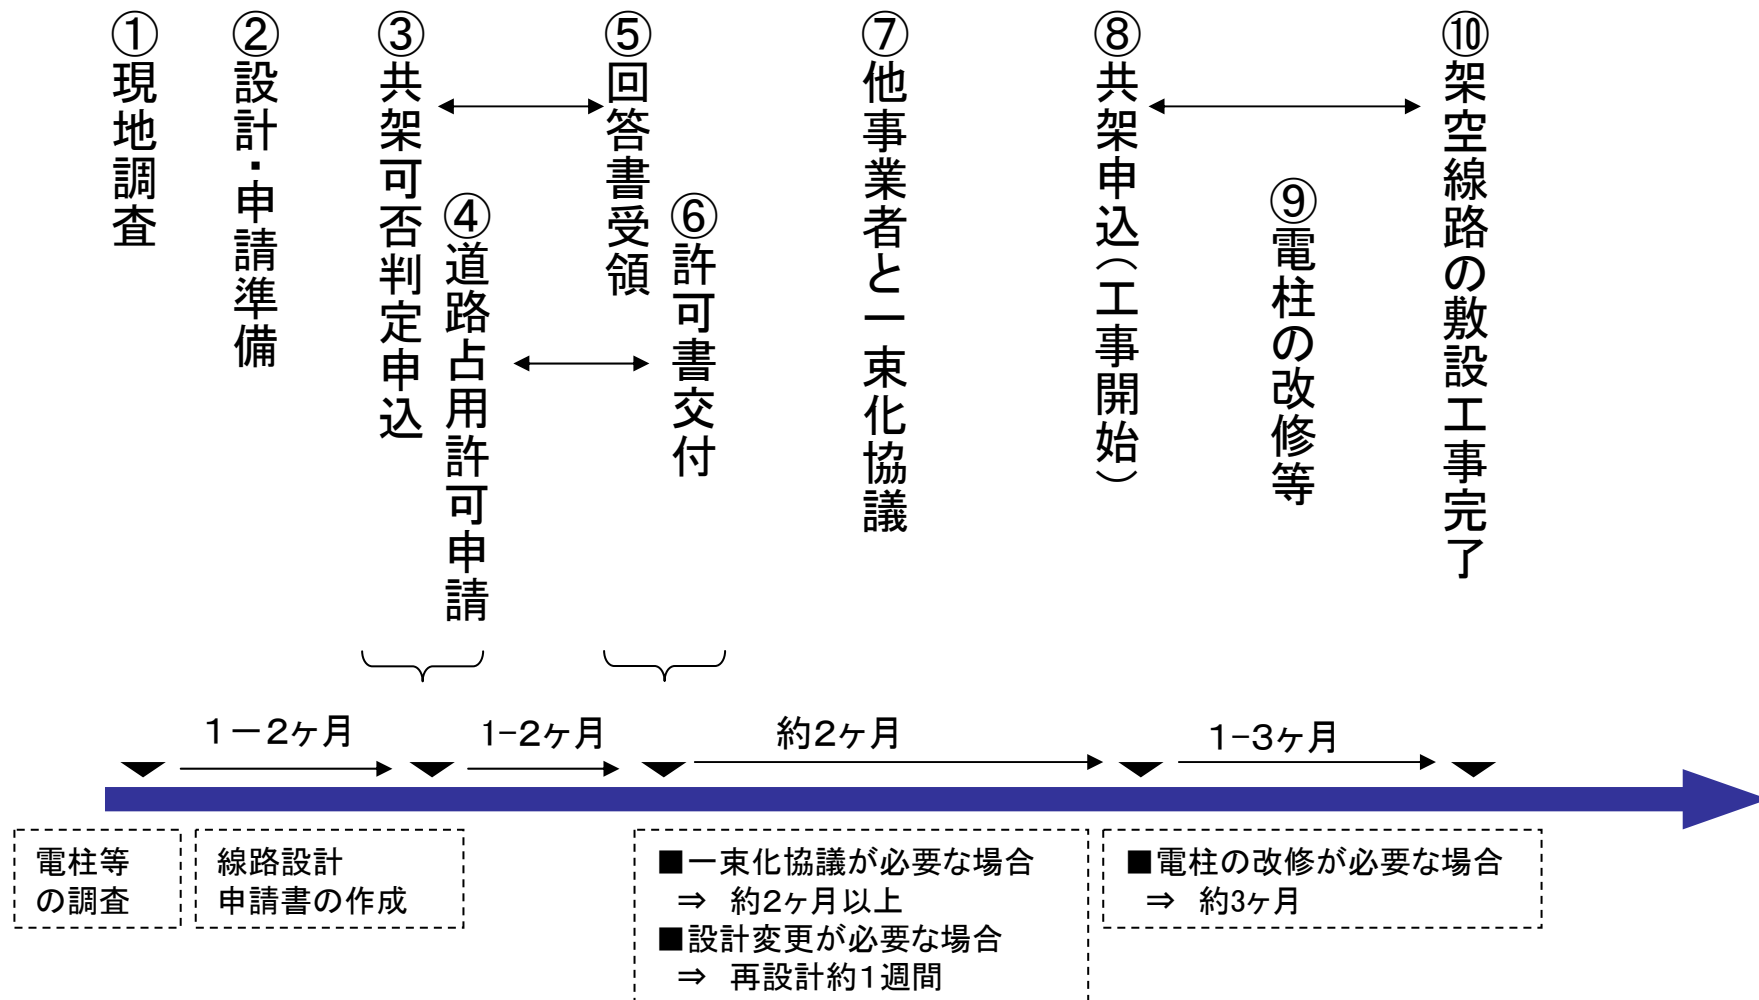 ①現地調査
②設計・申請準備
③共架可否判定申込
④道路占用許可申請
⑤回答書受領
⑥許可書交付
⑦他事業者と一束化協議
⑧共架申込（工事開始）
⑨電柱の改修等
⑩架空線路の敷設工事完了
１－２ヶ月
1-2ヶ月
約２ヶ月
1-3ヶ月
電柱等
の調査
線路設計
申請書の作成
■一束化協議が必要な場合
⇒ 約２ヶ月以上
■設計変更が必要な場合
⇒ 再設計約１週間
■電柱の改修が必要な場合
⇒ 約3ヶ月